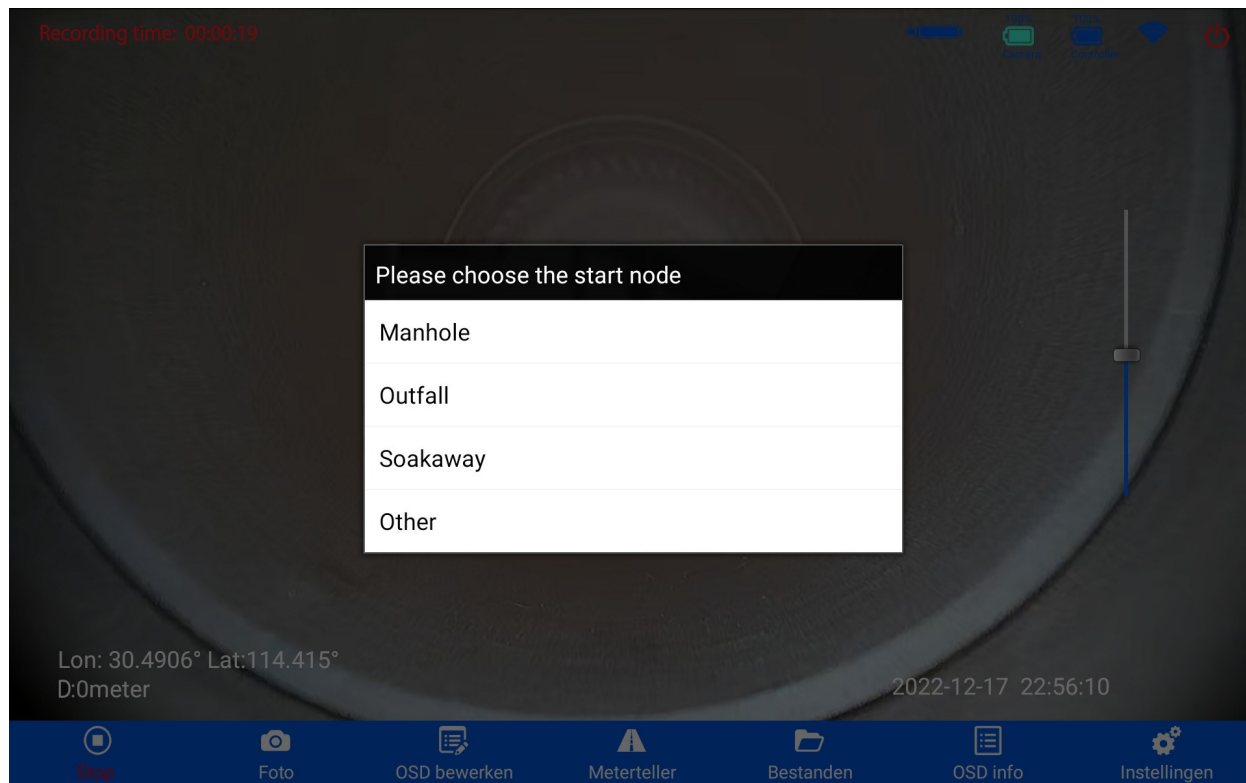 Recording time: 00:00:19
Camera
Please choose the start node
Manhole
Outfall
Soakaway
Other
Lon: 30.4906° Lat:114.415°
D:0meter
2022-12-17 22:56:10
Stop
Foto
OSD bewerken
Meterteller
Bestanden
OSD info
Instellingen